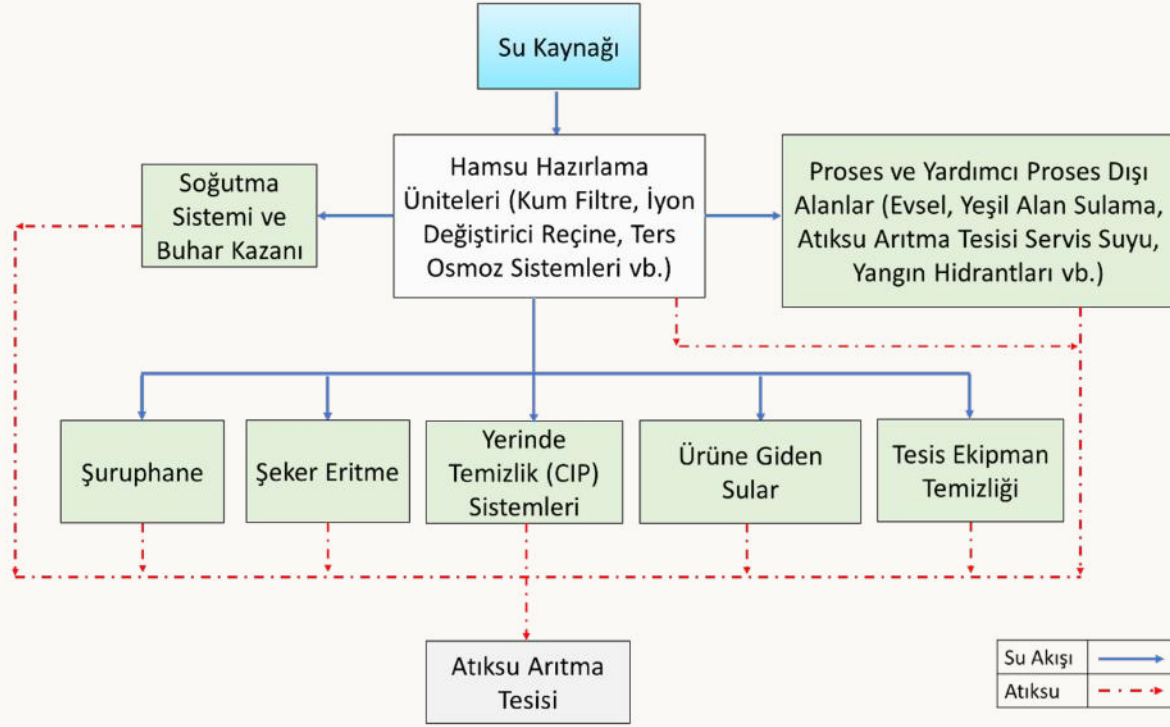 Su Kaynağı
Hamsu Hazırlama
Üniteleri (Kum Filtre, İyon
Değiştirici Reçine, Ters
Osmoz Sistemleri vb.)
Soğutma
Sistemi ve
Buhar Kazanı
Proses ve Yardımcı Proses Dışı
Alanlar (Evsel, Yeşil Alan Sulama,
Atıksu Arıtma Tesisi Servis Suyu,
Yangın Hidrantları vb.)
Şuruphane
Şeker Eritme
Yerinde
Temizlik (CIP)
Sistemleri
Ürüne Giden
Sular
Tesis Ekipman
Temizliği
Atıksu Arıtma
Tesisi
Su Akışı
Atıksu